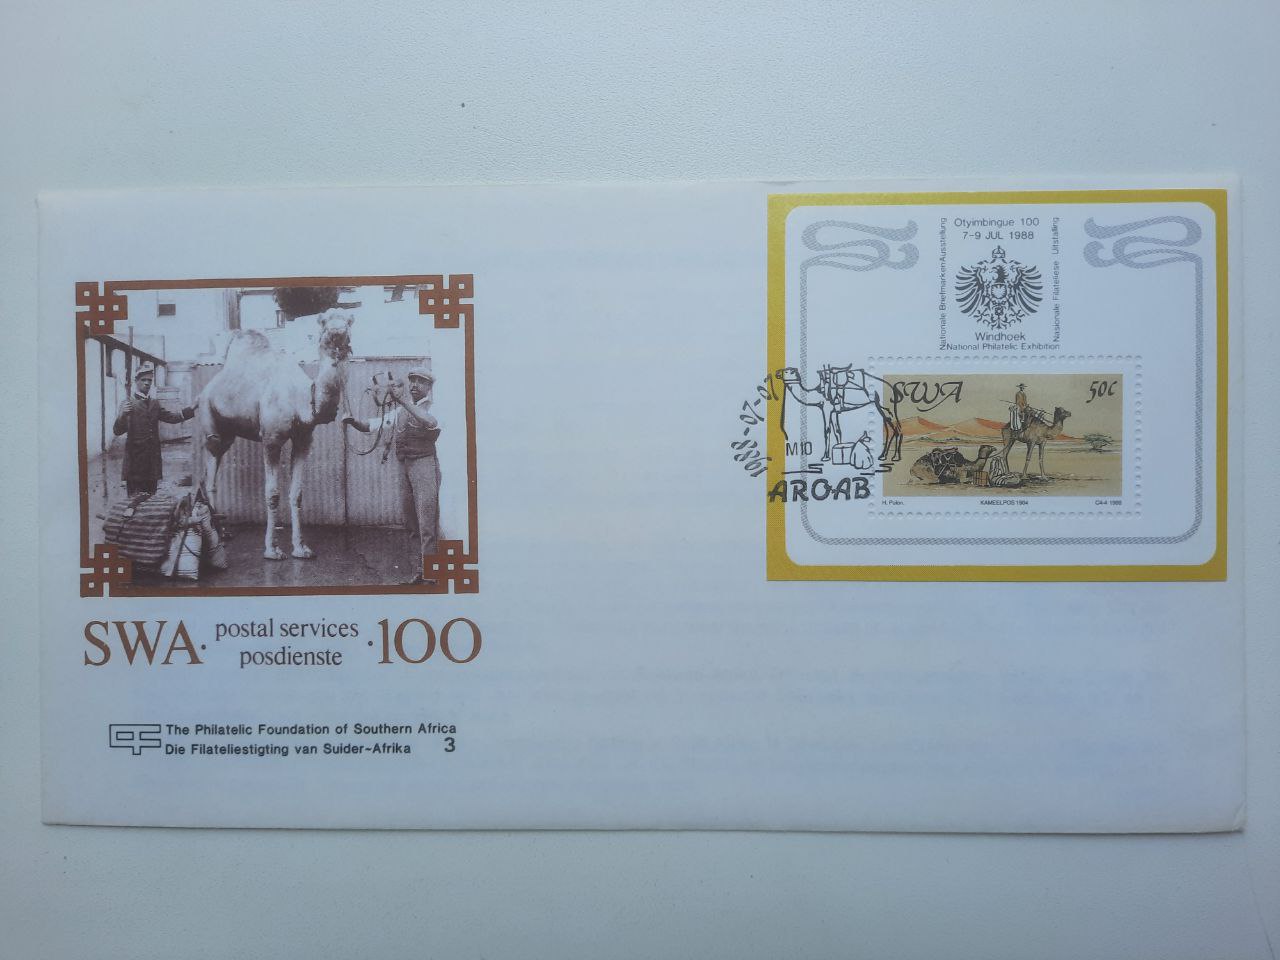 SWA · postal services · 100
posdienste
The Philatelic Foundation of Southern Africa
Die Filateliestigting van Suider-Afrika 3
Otyimbingue 100
7-9 JUL 1988
Nationale Briefmarken Ausstellung
Nasionale Filateliese Uitstalling
Windhoek
National Philatelic Exhibition
SWA 50c
H. Pulon. KAMEELPOS 1904 C4-4 1988
1988-07-07
M10
AROAB